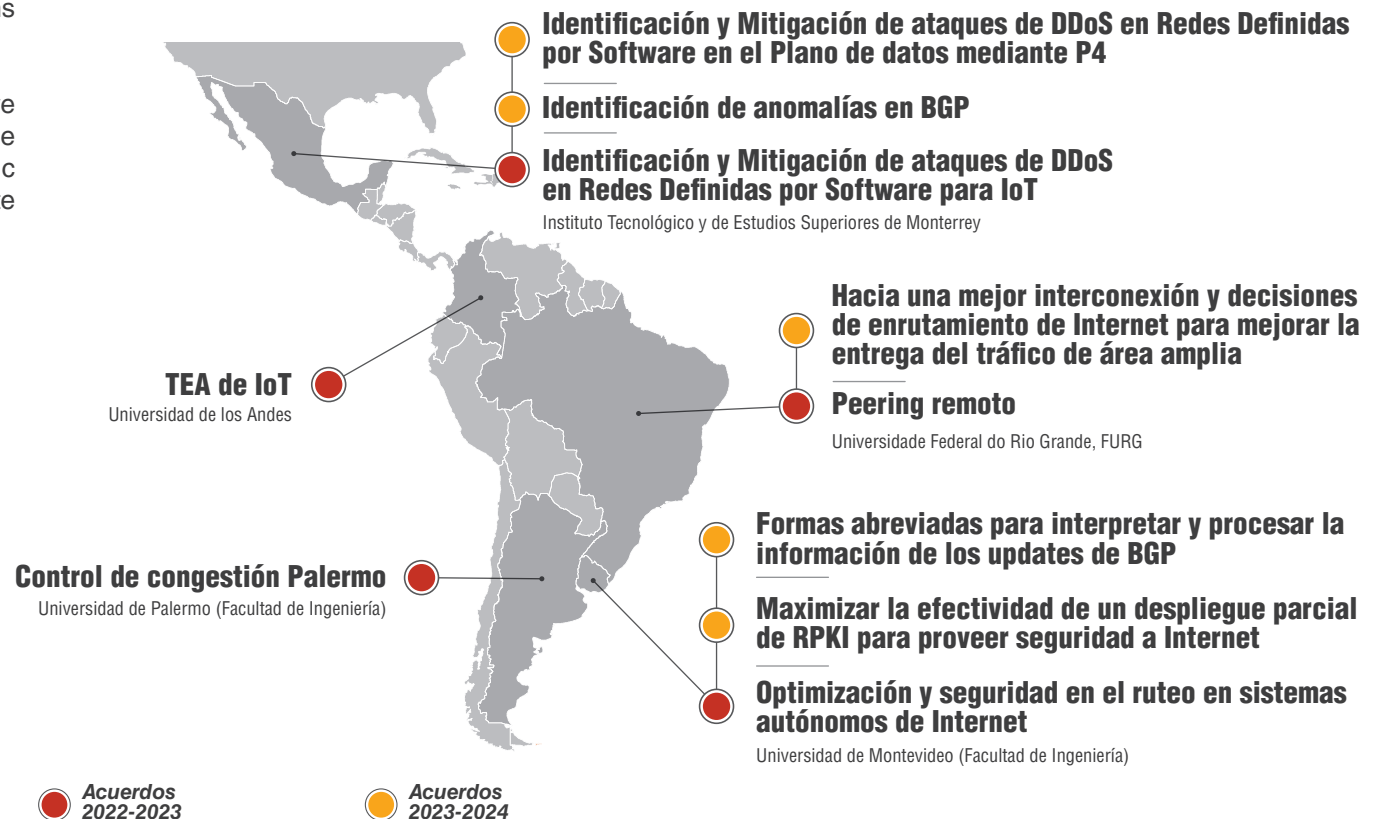 Identificación y Mitigación de ataques de DDoS en Redes Definidas
por Software en el Plano de datos mediante P4
Identificación de anomalías en BGP
Identificación y Mitigación de ataques de DDoS
en Redes Definidas por Software para IoT
Instituto Tecnológico y de Estudios Superiores de Monterrey
Hacia una mejor interconexión y decisiones
de enrutamiento de Internet para mejorar la
entrega del tráfico de área amplia
Peering remoto
Universidade Federal do Rio Grande, FURG
TEA de IoT
Universidad de los Andes
Control de congestión Palermo
Universidad de Palermo (Facultad de Ingeniería)
Formas abreviadas para interpretar y procesar la
información de los updates de BGP
Maximizar la efectividad de un despliegue parcial
de RPKI para proveer seguridad a Internet
Optimización y seguridad en el ruteo en sistemas
autónomos de Internet
Universidad de Montevideo (Facultad de Ingeniería)
Acuerdos
2022-2023
Acuerdos
2023-2024